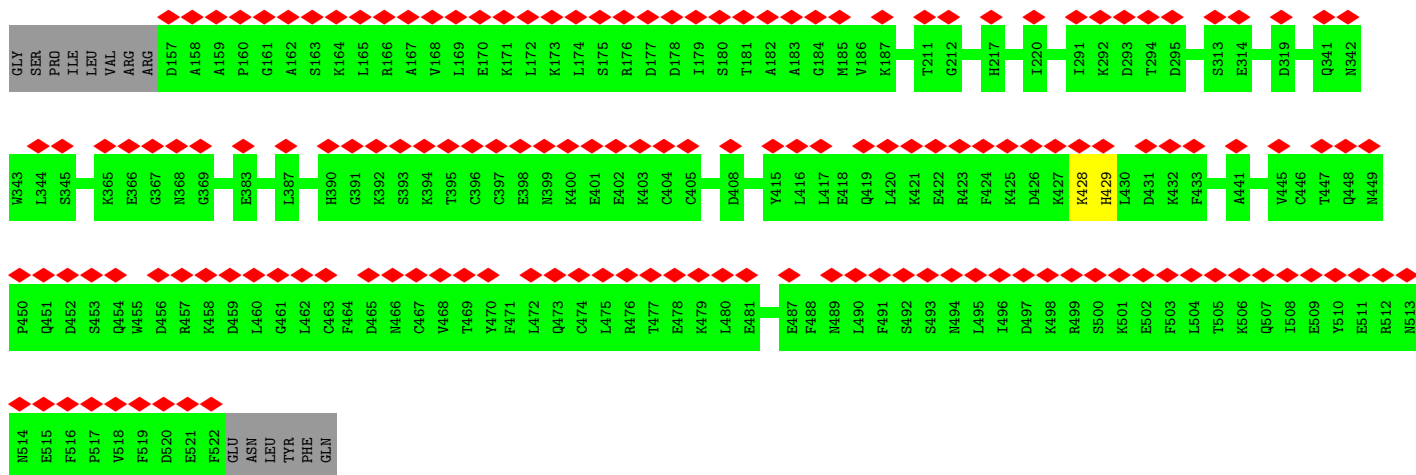 GLY SER PRO ILE LEU VAL ARG ARG D157 A158 A159 P160 G161 A162 S163 K164 L165 R166 A167 V168 L169 E170 K171 L172 K173 L174 S175 R176 D177 D178 I179 S180 T181 A182 A183 G184 M185 V186 K187 T211 G212 H217 I220 I291 K292 D293 T294 D295 S313 E314 D319 Q341 N342
W343 L344 S345 K365 E366 G367 N368 G369 E383 L387 H390 G391 K392 S393 K394 T395 C396 C397 E398 N399 K400 E401 E402 K403 C404 C405 D408 Y415 L416 L417 E418 Q419 L420 K421 E422 R423 F424 K425 D426 K427 K428 H429 L430 D431 K432 F433 A441 V445 C446 T447 Q448 N449
P450 Q451 D452 S453 Q454 W455 D456 R457 K458 D459 L460 G461 L462 C463 F464 D465 N466 C467 V468 T469 Y470 F471 L472 Q473 C474 L475 R476 T477 E478 K479 L480 E481 E487 F488 N489 L490 F491 S492 S493 N494 L495 I496 D497 K498 R499 S500 K501 E502 F503 L504 T505 K506 Q507 I508 E509 Y510 E511 R512 N513
N514 E515 F516 P517 V518 F519 D520 E521 F522 GLU ASN LEU TYR PHE GLN